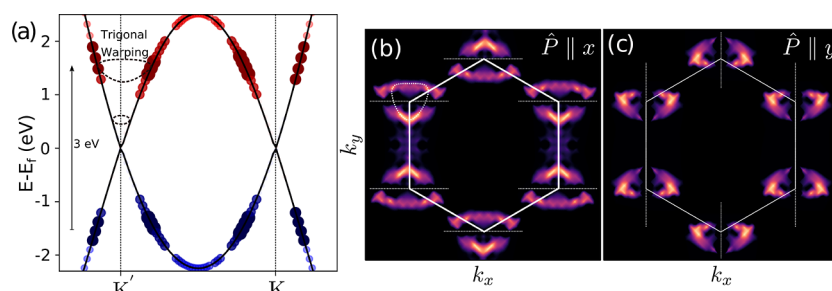 (a)
Trigonal
Warping
3 eV
E-E_f (eV)
2
1
0
-1
-2
K' K
(b) P̂ ∥ x
k_y
k_x
(c) P̂ ∥ y
k_x